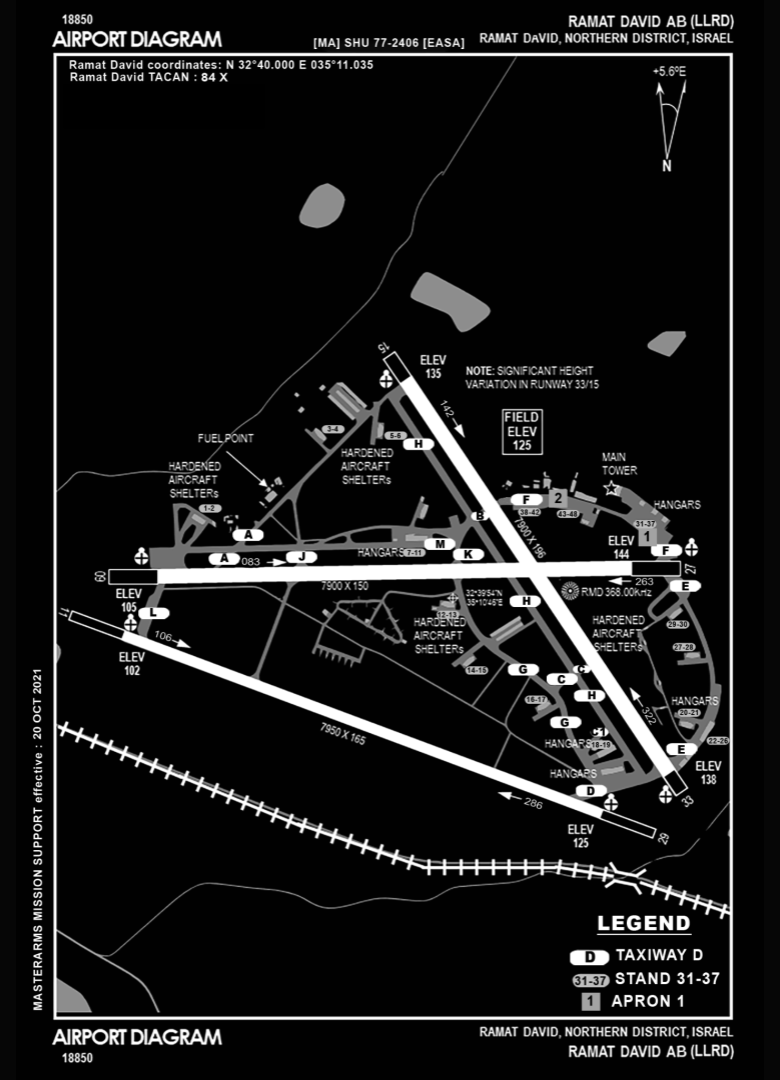 18850
RAMAT DAVID AB (LLRD)
AIRPORT DIAGRAM
[MA] SHU 77-2406 [EASA]
RAMAT DAVID, NORTHERN DISTRICT, ISRAEL
Ramat David coordinates: N 32°40.000 E 035°11.035
Ramat David TACAN : 84 X
+5.6ºE
N
15
ELEV
135
NOTE: SIGNIFICANT HEIGHT
VARIATION IN RUNWAY 33/15
142
FIELD
ELEV
125
3-4
5-6
H
FUEL POINT
HARDENED
AIRCRAFT
SHELTERs
HARDENED
AIRCRAFT
SHELTERs
MAIN
TOWER
F
2
38-42
43-48
HANGARS
1-2
B
31-37
1
A
7900 X 196
ELEV
144
F
M
A
083
J
HANGARS
7-11
K
27
09
263
7900 X 150
E
RMD 368.00KHz
ELEV
105
32°39'54"N
35°10'46"E
H
11
L
12-13
HARDENED
AIRCRAFT
SHELTERs
HARDENED
AIRCRAFT
SHELTERs
29-30
106
27-28
ELEV
102
14-15
G
C
C
H
16-17
HANGARS
20-21
322
G
7950 X 165
C1
HANGARS
18-19
22-26
E
HANGARS
ELEV
138
D
286
33
ELEV
125
29
MASTERARMS MISSION SUPPORT effective : 20 OCT 2021
LEGEND
D TAXIWAY D
31-37 STAND 31-37
1 APRON 1
AIRPORT DIAGRAM
RAMAT DAVID, NORTHERN DISTRICT, ISRAEL
18850
RAMAT DAVID AB (LLRD)